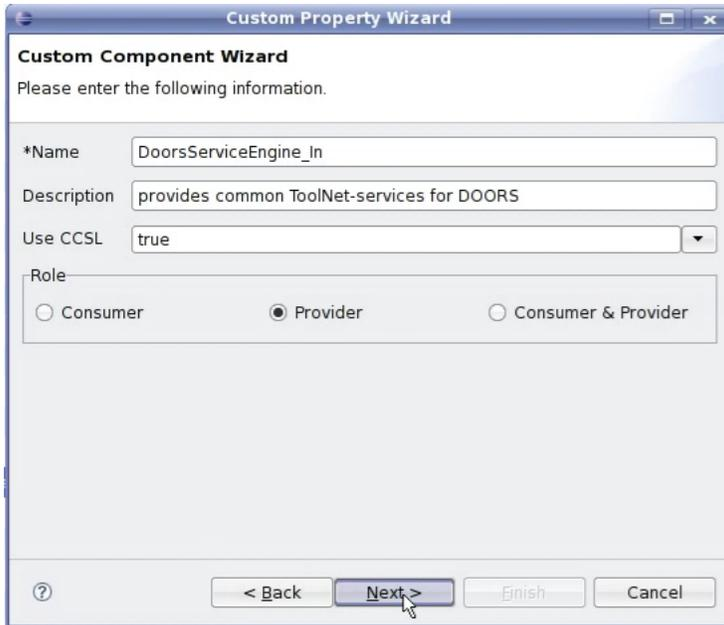 Custom Property Wizard
Custom Component Wizard
Please enter the following information.
*Name DoorsServiceEngine_In
Description provides common ToolNet-services for DOORS
Use CCSL true
Role
Consumer Provider Consumer & Provider
? < Back Next > Finish Cancel